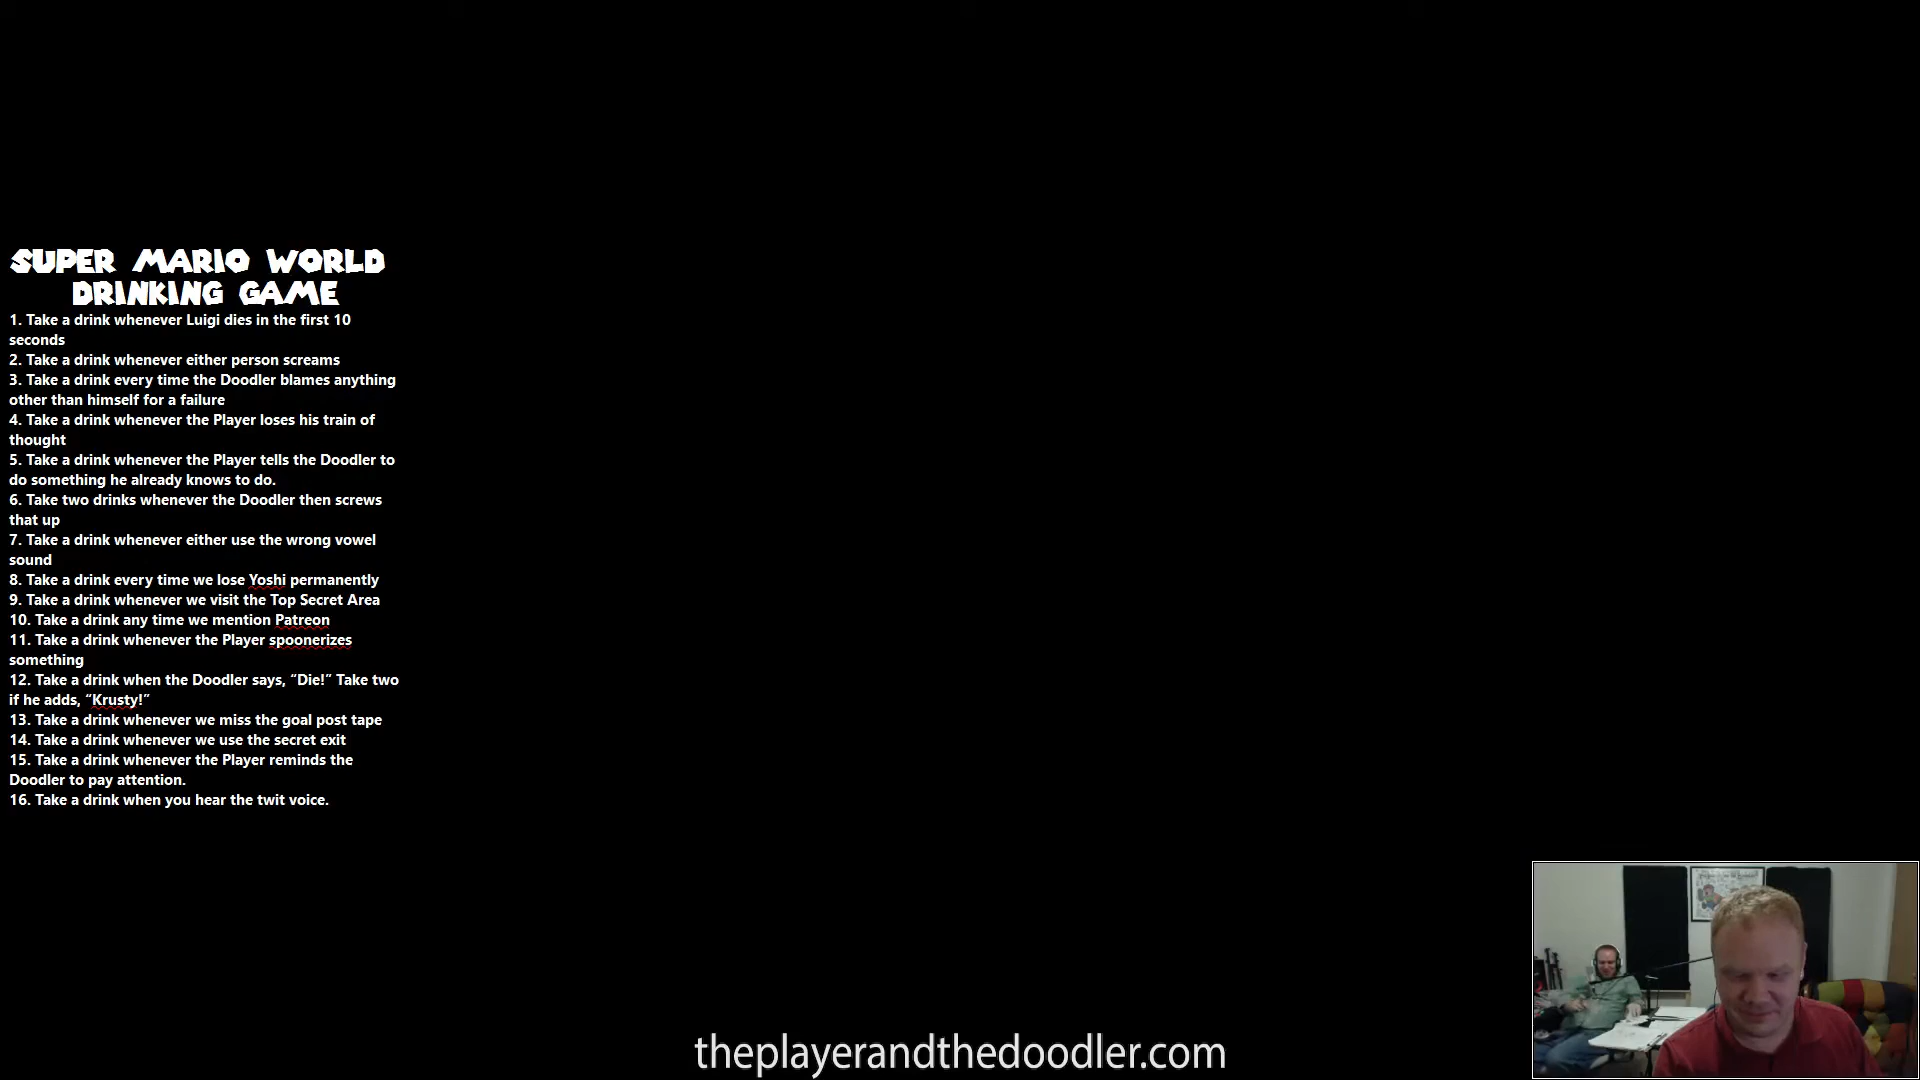 SUPER MARIO WORLD
DRINKING GAME
1. Take a drink whenever Luigi dies in the first 10
seconds
2. Take a drink whenever either person screams
3. Take a drink every time the Doodler blames anything
other than himself for a failure
4. Take a drink whenever the Player loses his train of
thought
5. Take a drink whenever the Player tells the Doodler to
do something he already knows to do.
6. Take two drinks whenever the Doodler then screws
that up
7. Take a drink whenever either use the wrong vowel
sound
8. Take a drink every time we lose Yoshi permanently
9. Take a drink whenever we visit the Top Secret Area
10. Take a drink any time we mention Patreon
11. Take a drink whenever the Player spoonerizes
something
12. Take a drink when the Doodler says, “Die!” Take two
if he adds, “Krusty!”
13. Take a drink whenever we miss the goal post tape
14. Take a drink whenever we use the secret exit
15. Take a drink whenever the Player reminds the
Doodler to pay attention.
16. Take a drink when you hear the twit voice.
theplayerandthedoodler.com